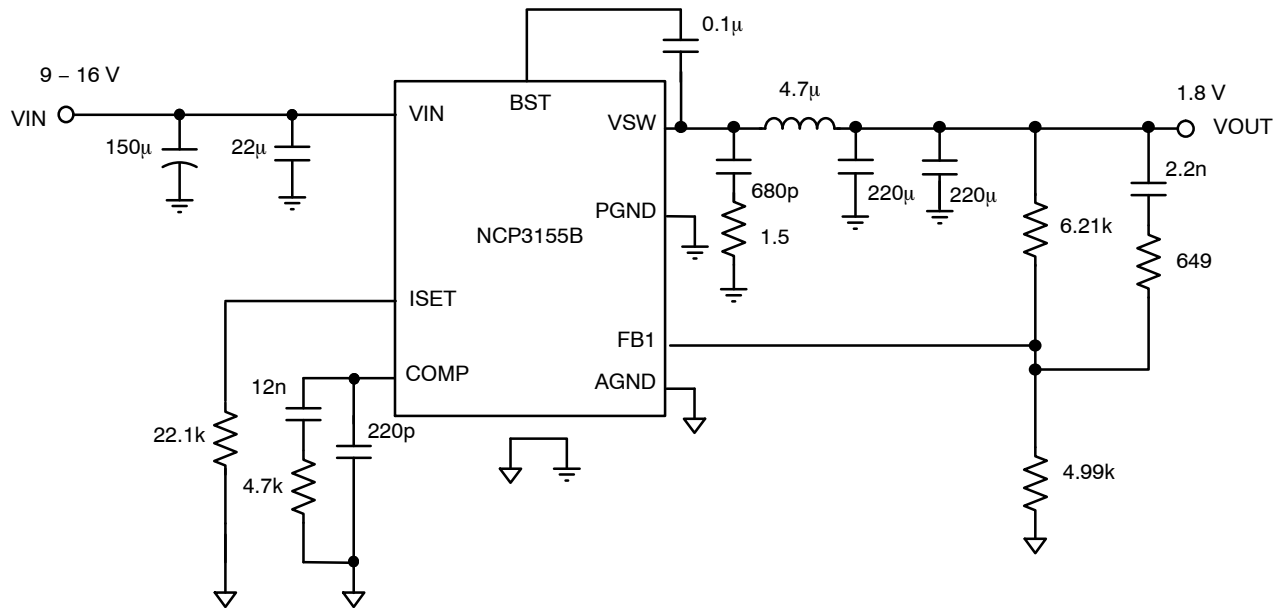 0.1μ
9 – 16 V
4.7μ
1.8 V
VIN
VIN
BST
VSW
VOUT
150μ
22μ
2.2n
680p
220μ
220μ
PGND
NCP3155B
1.5
6.21k
649
ISET
FB1
COMP
AGND
12n
22.1k
220p
4.7k
4.99k